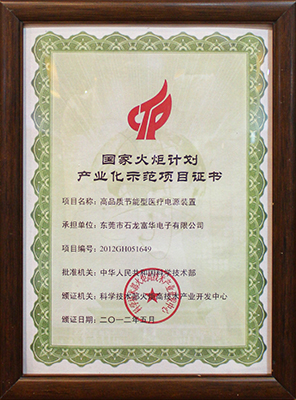 国家火炬计划
产业化示范项目证书
项目名称：高品质节能型医疗电源装置
承担单位：东莞市石龙富华电子有限公司
项目编号：2012GH051649
批准机关：中华人民共和国科学技术部
颁证机关：科学技术部火炬高技术产业开发中心
颁证日期：二〇一二年五月